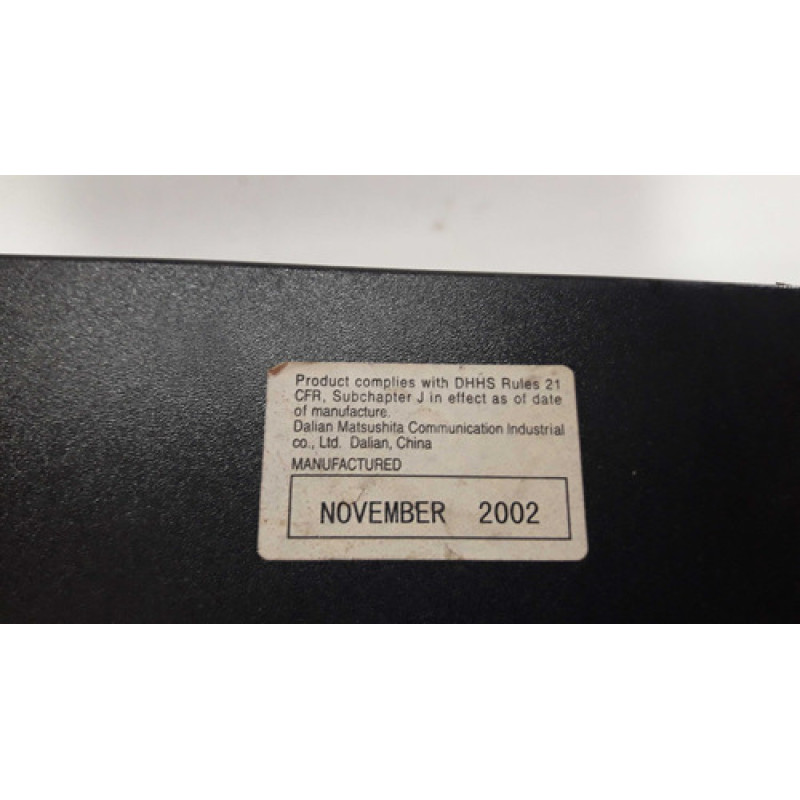 Product complies with DHHS Rules 21
CFR, Subchapter J in effect as of date
of manufacture.
Dalian Matsushita Communication Industrial
co., Ltd. Dalian, China
MANUFACTURED
NOVEMBER 2002